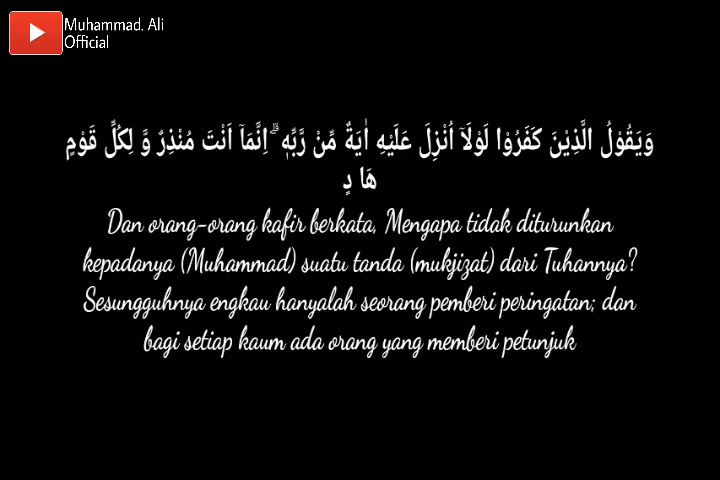 Muhammad. Ali
Official
وَيَقُوْلُ الَّذِيْنَ كَفَرُوْا لَوْلَآ اُنْزِلَ عَلَيْهِ اٰيَةٌ مِّنْ رَّبِّهٖ ۗاِنَّمَآ اَنْتَ مُنْذِرٌ وَّ لِكُلِّ قَوْمٍ
هَا دٍ
Dan orang-orang kafir berkata, Mengapa tidak diturunkan
kepadanya (Muhammad) suatu tanda (mukjizat) dari Tuhannya?
Sesungguhnya engkau hanyalah seorang pemberi peringatan; dan
bagi setiap kaum ada orang yang memberi petunjuk